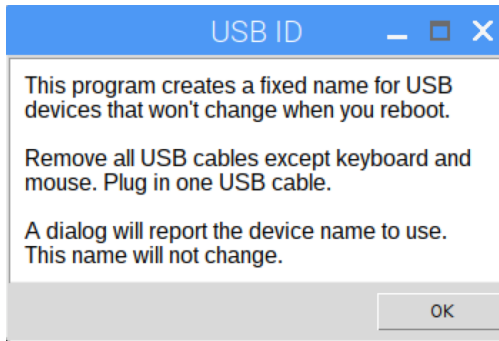 USB ID
This program creates a fixed name for USB
devices that won't change when you reboot.
Remove all USB cables except keyboard and
mouse. Plug in one USB cable.
A dialog will report the device name to use.
This name will not change.
OK